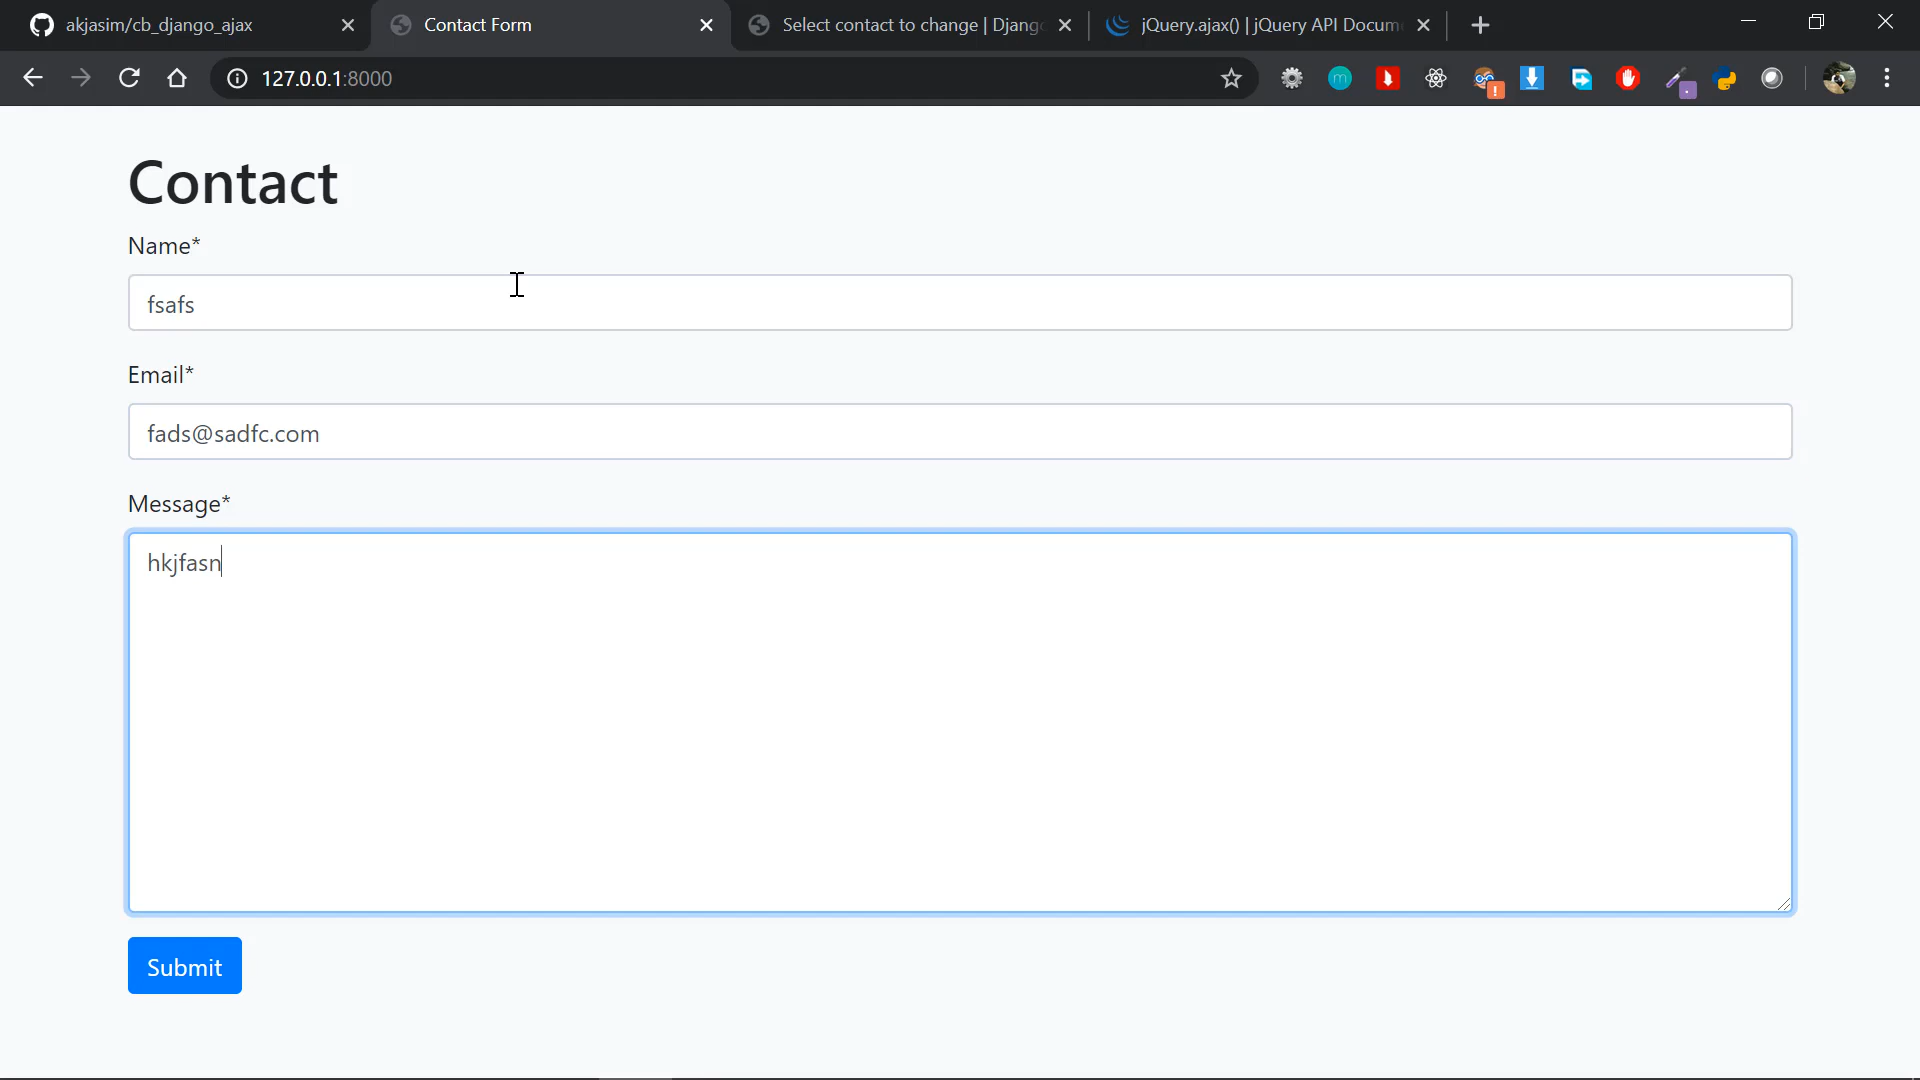 akjasim/cb_django_ajax
Contact Form
Select contact to change | Djang
jQuery.ajax() | jQuery API Docum
127.0.0.1:8000
Contact
Name*
fsafs
Email*
fads@sadfc.com
Message*
hkjfasn
Submit